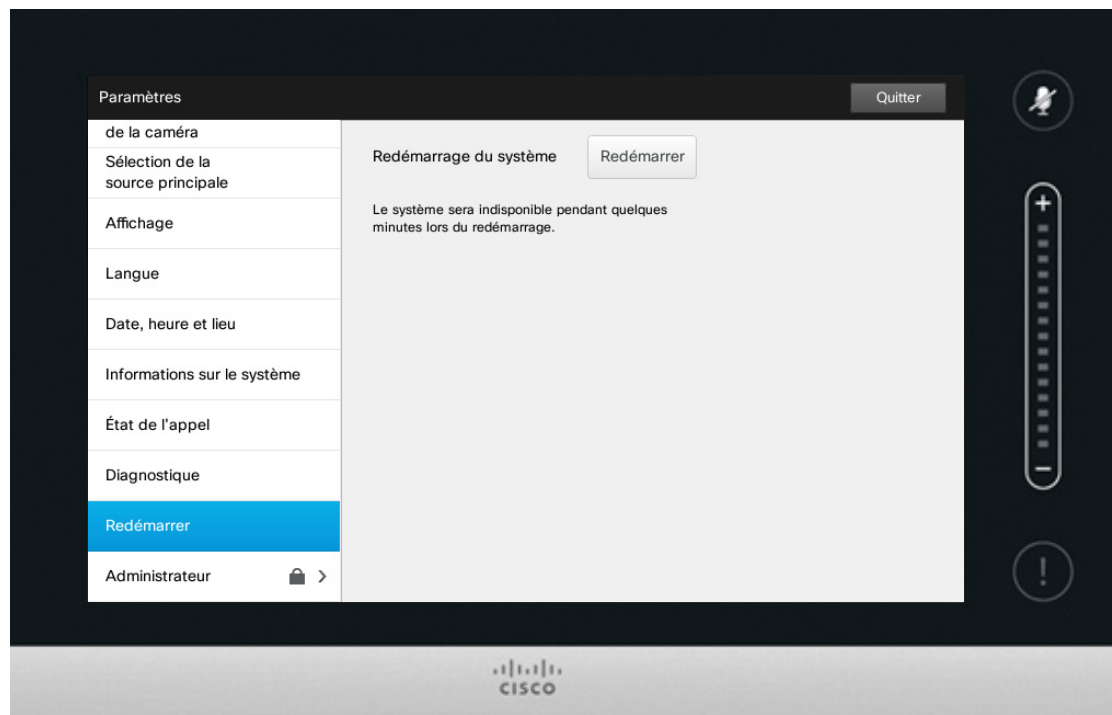 Paramètres
Quitter
de la caméra
Sélection de la
source principale
Affichage
Langue
Date, heure et lieu
Informations sur le système
État de l'appel
Diagnostique
Redémarrer
Administrateur
Redémarrage du système
Redémarrer
Le système sera indisponible pendant quelques
minutes lors du redémarrage.
+
−
!
CISCO